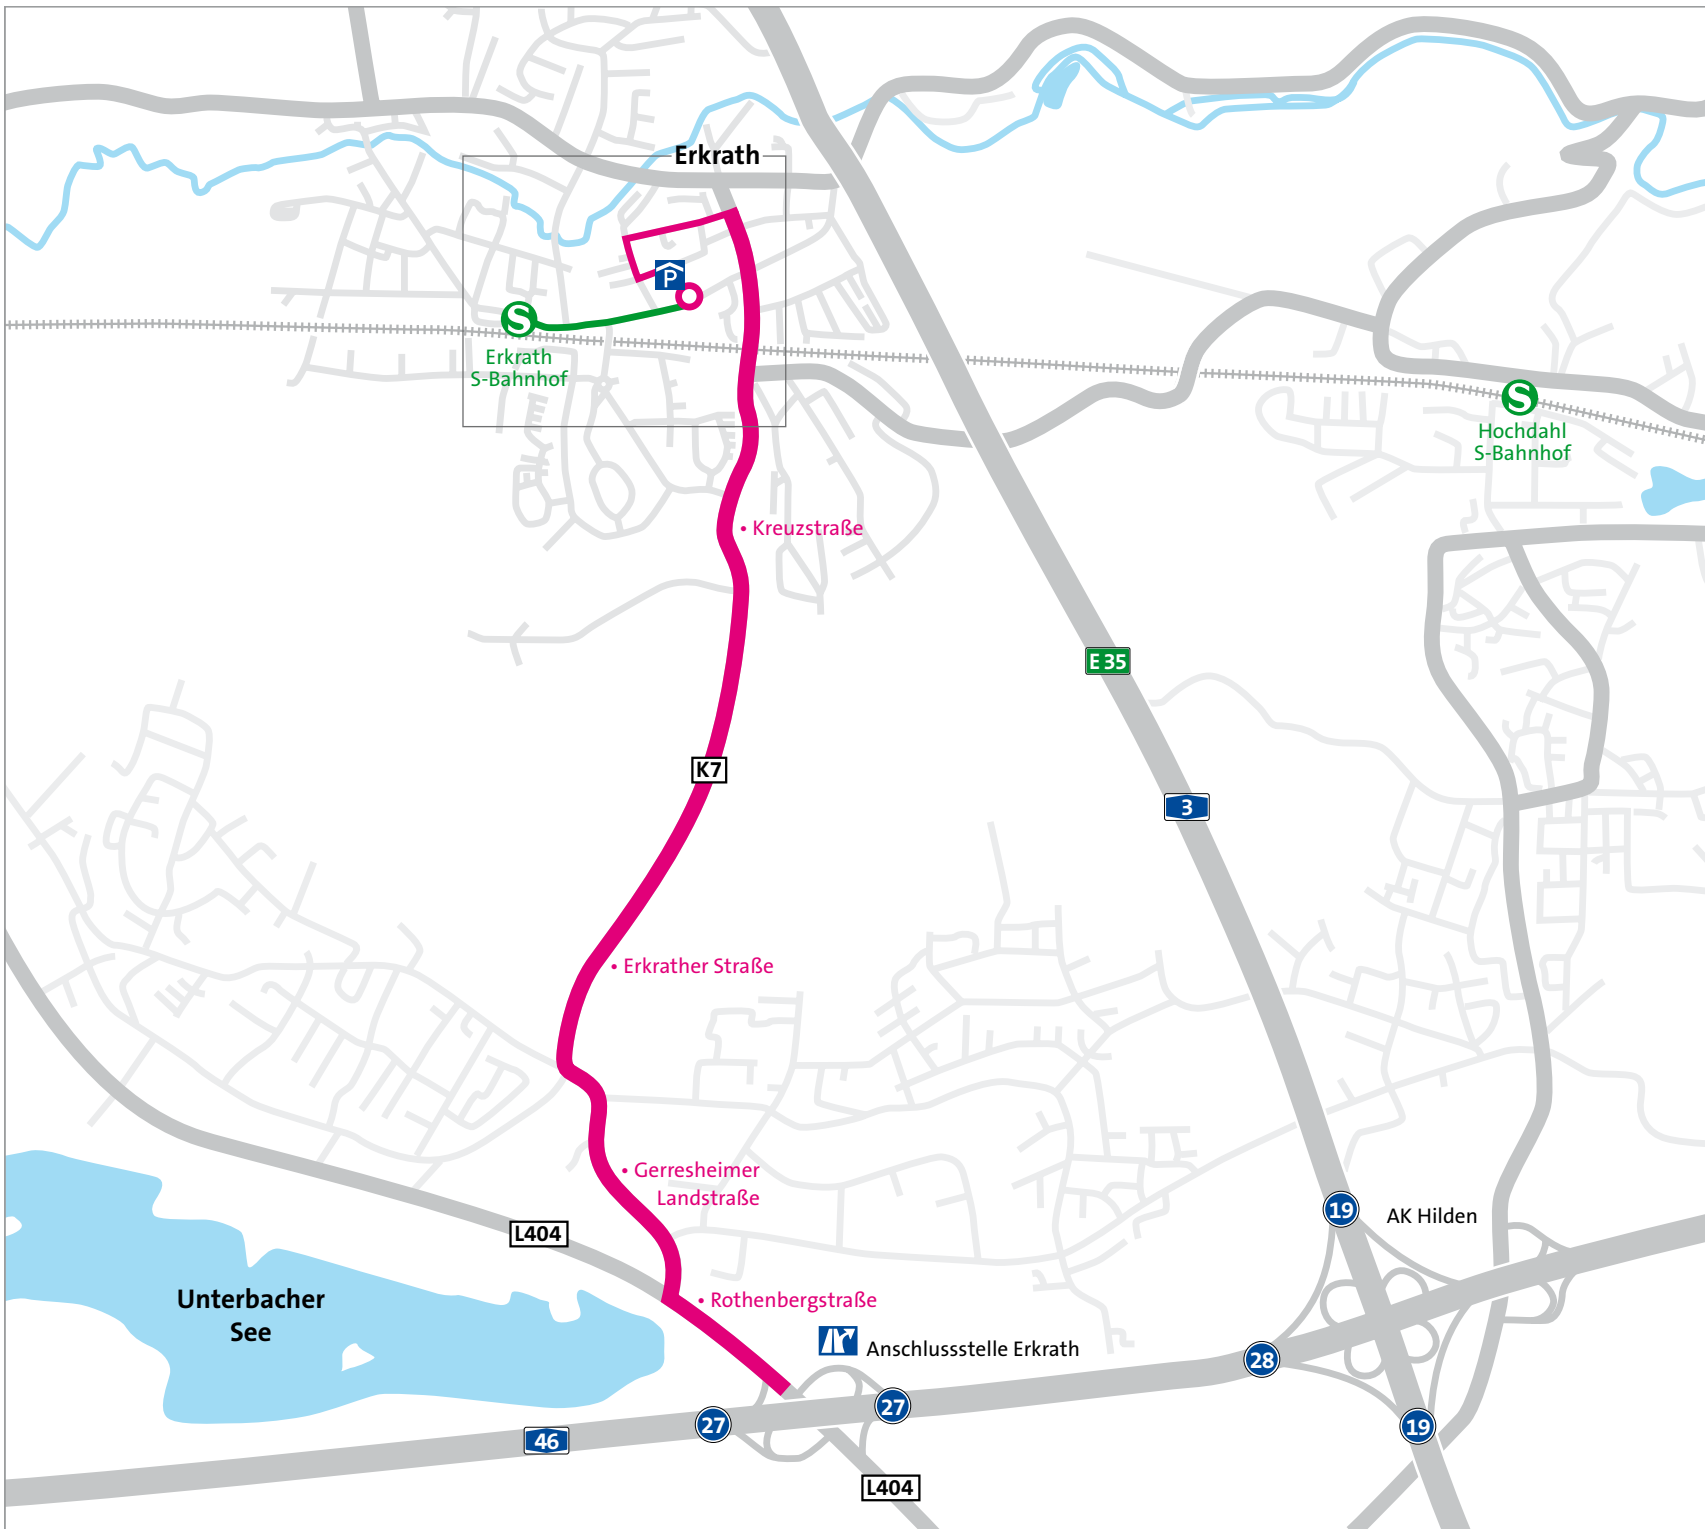 Erkrath
P
S
Erkrath
S-Bahnhof
S
Hochdahl
S-Bahnhof
• Kreuzstraße
E 35
K7
3
• Erkrather Straße
• Gerresheimer
Landstraße
19
AK Hilden
L404
Unterbacher
See
• Rothenbergstraße
Anschlussstelle Erkrath
28
27
27
19
46
L404